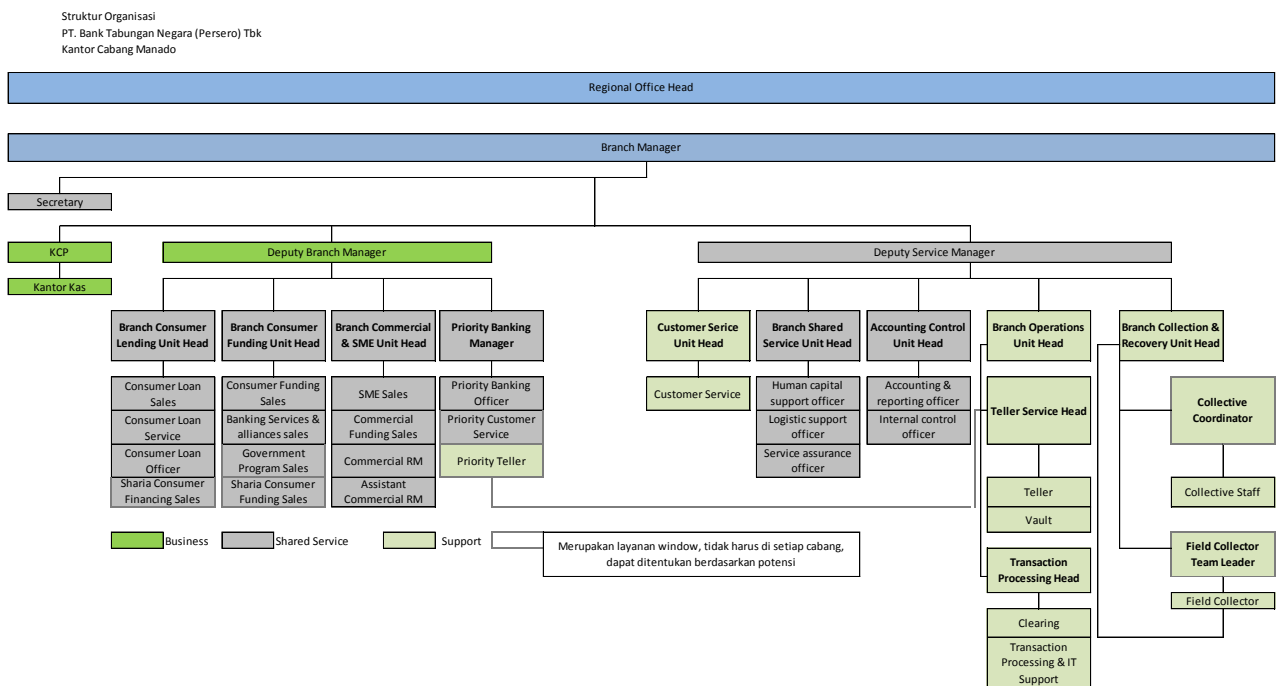 Struktur Organisasi
PT. Bank Tabungan Negara (Persero) Tbk
Kantor Cabang Manado
Regional Office Head
Branch Manager
Secretary
KCP
Deputy Branch Manager
Deputy Service Manager
Kantor Kas
Branch Consumer
Lending Unit Head
Branch Consumer
Funding Unit Head
Branch Commercial
& SME Unit Head
Priority Banking
Manager
Customer Serice
Unit Head
Branch Shared
Service Unit Head
Accounting Control
Unit Head
Branch Operations
Unit Head
Branch Collection &
Recovery Unit Head
Consumer Loan
Sales
Consumer Loan
Service
Consumer Loan
Officer
Sharia Consumer
Financing Sales
Consumer Funding
Sales
Banking Services &
alliances sales
Government
Program Sales
Sharia Consumer
Funding Sales
SME Sales
Commercial
Funding Sales
Commercial RM
Assistant
Commercial RM
Priority Banking
Officer
Priority Customer
Service
Priority Teller
Customer Service
Human capital
support officer
Logistic support
officer
Service assurance
officer
Accounting &
reporting officer
Internal control
officer
Teller Service Head
Teller
Vault
Transaction
Processing Head
Clearing
Transaction
Processing & IT
Support
Collective
Coordinator
Collective Staff
Field Collector
Team Leader
Field Collector
Business
Shared Service
Support
Merupakan layanan window, tidak harus di setiap cabang,
dapat ditentukan berdasarkan potensi